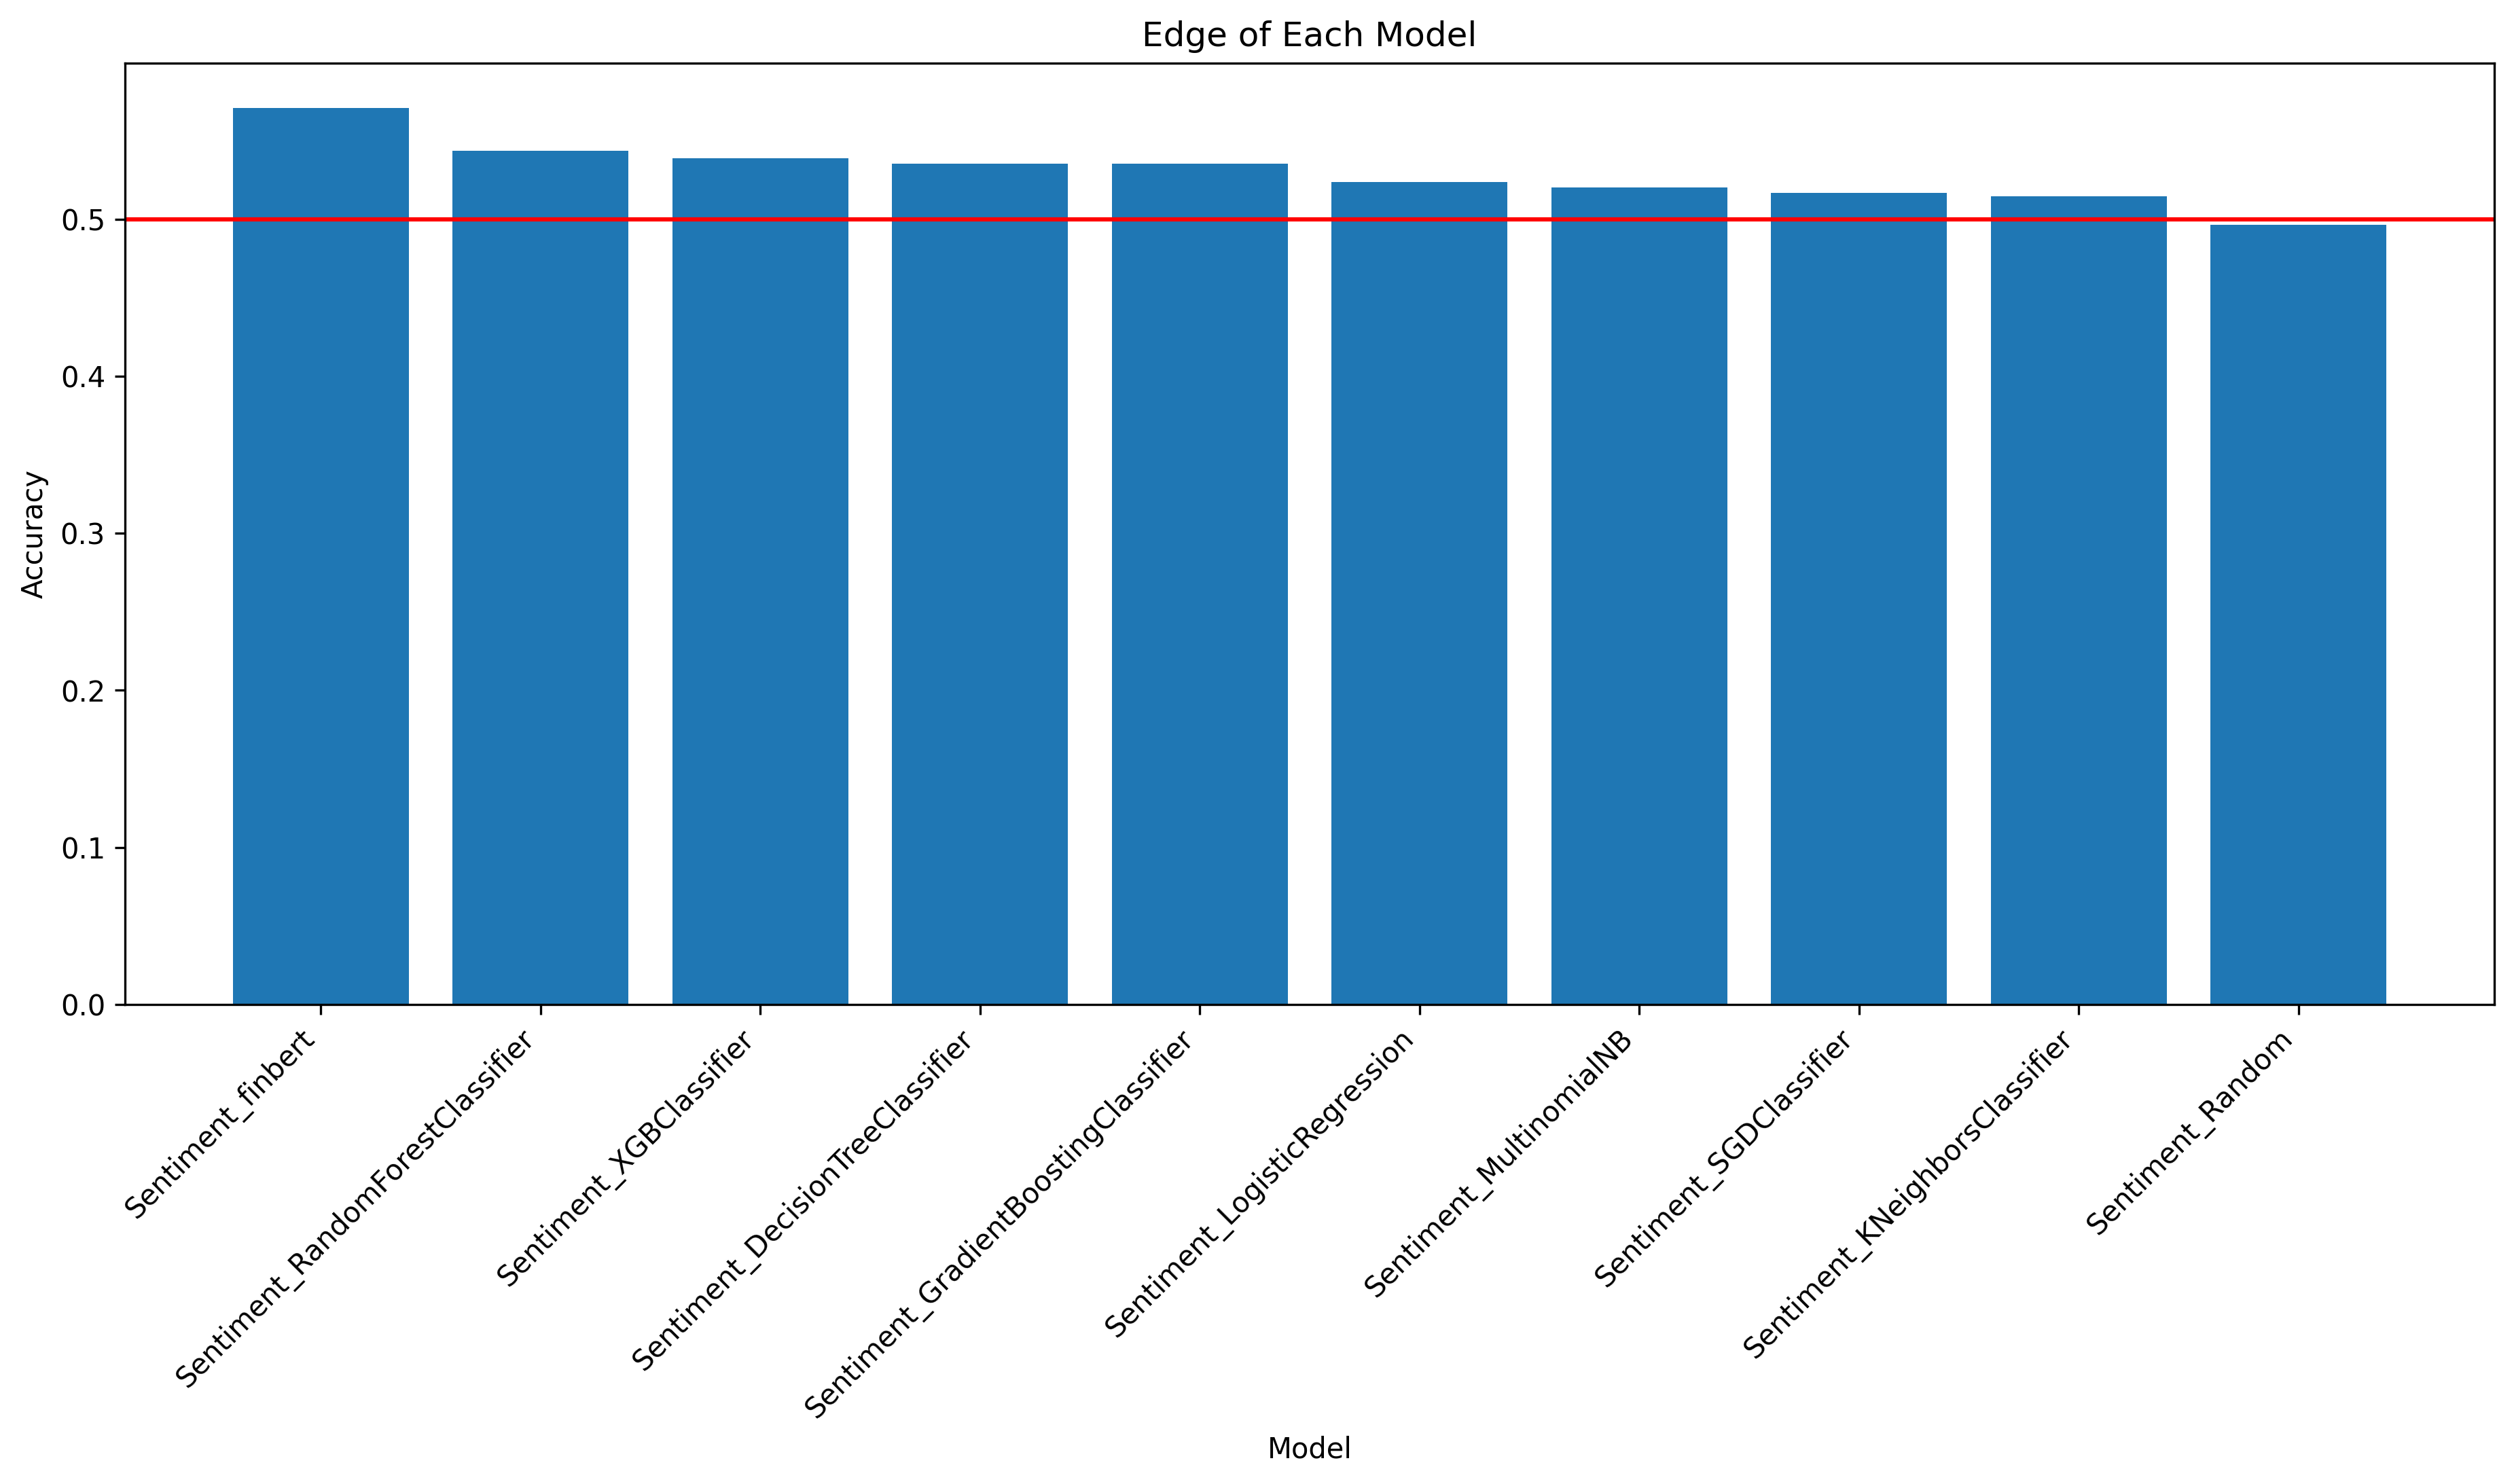 Edge of Each Model
Accuracy
0.5
0.4
0.3
0.2
0.1
0.0
Sentiment_finbert
Sentiment_RandomForestClassifier
Sentiment_XGBClassifier
Sentiment_DecisionTreeClassifier
Sentiment_GradientBoostingClassifier
Sentiment_LogisticRegression
Sentiment_MultinomialNB
Sentiment_SGDClassifier
Sentiment_KNeighborsClassifier
Sentiment_Random
Model